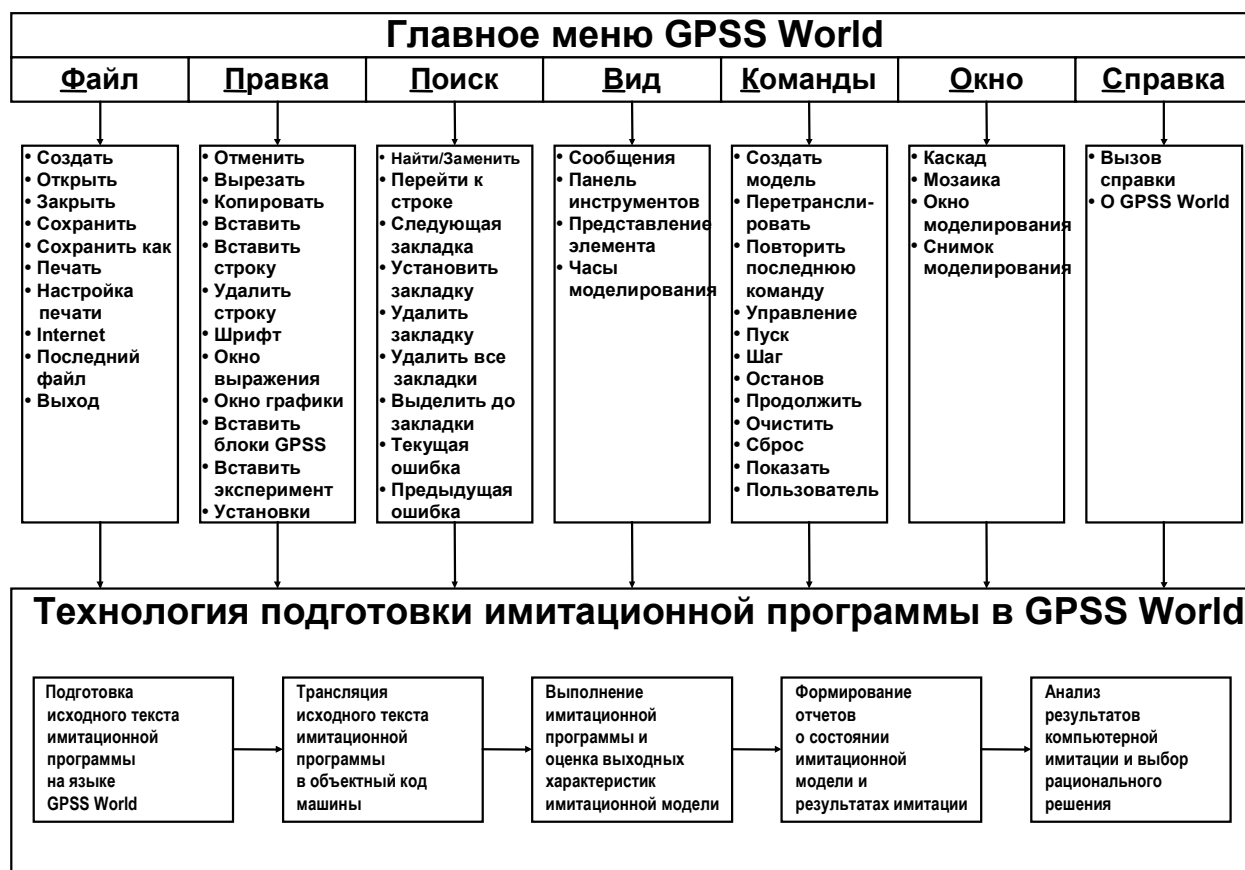 Главное меню GPSS World
Файл
Правка
Поиск
Вид
Команды
Окно
Справка
• Создать
• Открыть
• Закрыть
• Сохранить
• Сохранить как
• Печать
• Настройка
печати
• Internet
• Последний
файл
• Выход
• Отменить
• Вырезать
• Копировать
• Вставить
• Вставить
строку
• Удалить
строку
• Шрифт
• Окно
выражения
• Окно графики
• Вставить
блоки GPSS
• Вставить
эксперимент
• Установки
• Найти/Заменить
• Перейти к
строке
• Следующая
закладка
• Установить
закладку
• Удалить
закладку
• Удалить все
закладки
• Выделить до
закладки
• Текущая
ошибка
• Предыдущая
ошибка
• Сообщения
• Панель
инструментов
• Представление
элемента
• Часы
моделирования
• Создать
модель
• Перетрансли-
ровать
• Повторить
последнюю
команду
• Управление
• Пуск
• Шаг
• Останов
• Продолжить
• Очистить
• Сброс
• Показать
• Пользователь
• Каскад
• Мозаика
• Окно
моделирования
• Снимок
моделирования
• Вызов
справки
• О GPSS World
Технология подготовки имитационной программы в GPSS World
Подготовка
исходного текста
имитационной
программы
на языке
GPSS World
Трансляция
исходного текста
имитационной
программы
в объектный код
машины
Выполнение
имитационной
программы и
оценка выходных
характеристик
имитационной модели
Формирование
отчетов
о состоянии
имитационной
модели и
результатах имитации
Анализ
результатов
компьютерной
имитации и выбор
рационального
решения